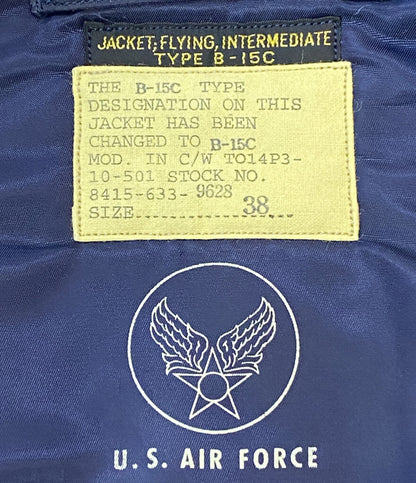 JACKET, FLYING, INTERMEDIATE
TYPE B-15C
THE B-15C TYPE
DESIGNATION ON THIS
JACKET HAS BEEN
CHANGED TO B-15C
MOD. IN C/W TO14P3-
10-501 STOCK NO.
8415-633-9628
SIZE......38....
U. S. AIR FORCE